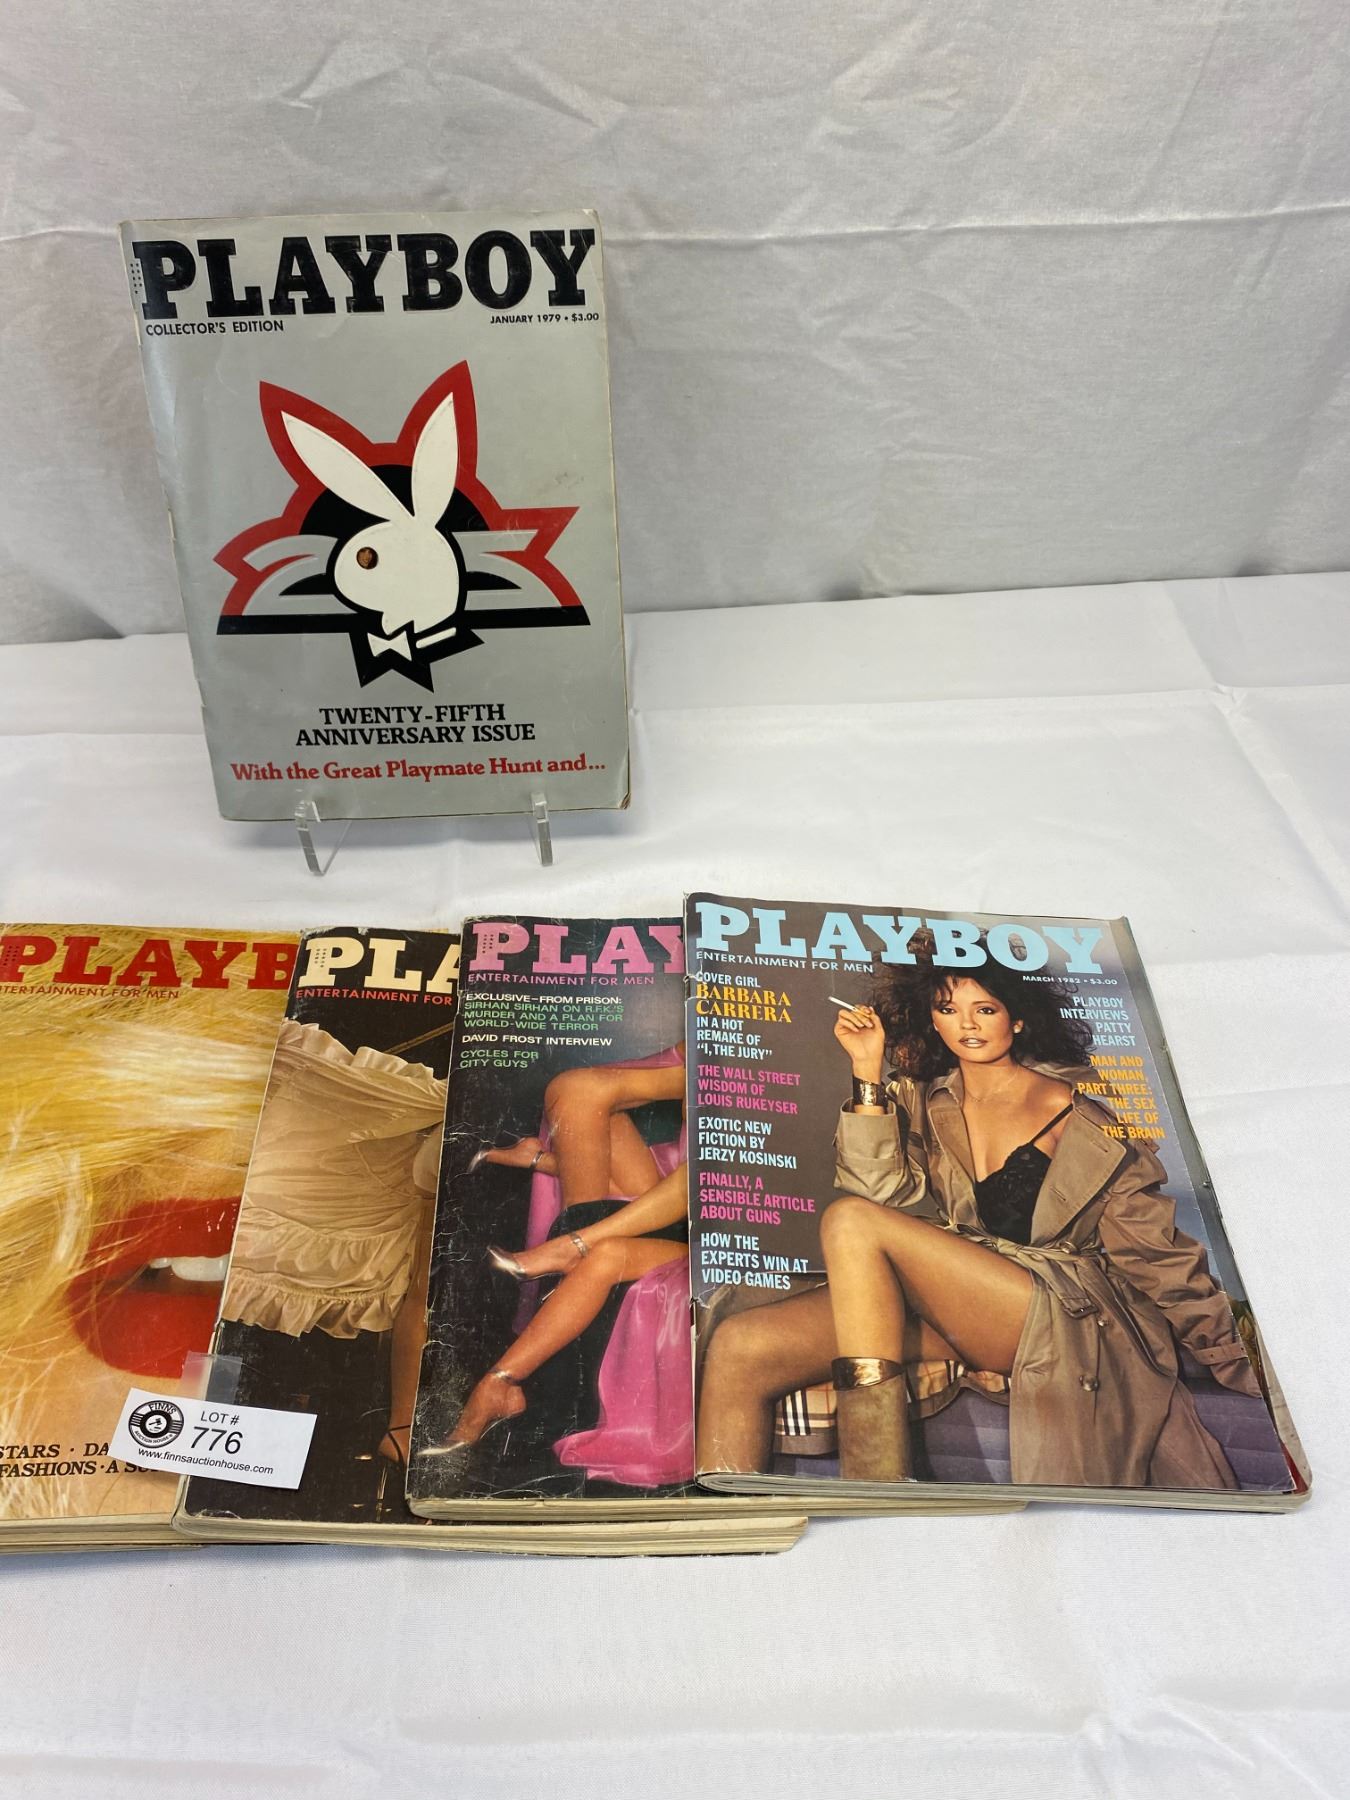 PLAYBOY
COLLECTOR'S EDITION
JANUARY 1979 • $3.00
TWENTY-FIFTH
ANNIVERSARY ISSUE
With the Great Playmate Hunt and...
PLAYB
ENTERTAINMENT FOR MEN
STARS · DA
FASHIONS · A
FINNS
AUCTION HOUSE
LOT #
776
www.finnsauctionhouse.com
PLA
ENTERTAINMENT FOR
PLAY
ENTERTAINMENT FOR MEN
EXCLUSIVE–FROM PRISON:
SIRHAN SIRHAN ON R.F.K.'S
MURDER AND A PLAN FOR
WORLD-WIDE TERROR
DAVID FROST INTERVIEW
CYCLES FOR
CITY GUYS
PLAYBOY
ENTERTAINMENT FOR MEN
MARCH 1982 • $3.00
COVER GIRL
BARBARA
CARRERA
IN A HOT
REMAKE OF
"I, THE JURY"
THE WALL STREET
WISDOM OF
LOUIS RUKEYSER
EXOTIC NEW
FICTION BY
JERZY KOSINSKI
FINALLY, A
SENSIBLE ARTICLE
ABOUT GUNS
HOW THE
EXPERTS WIN AT
VIDEO GAMES
PLAYBOY
INTERVIEWS
PATTY
HEARST
MAN AND
WOMAN,
PART THREE:
THE SEX
LIFE OF
THE BRAIN